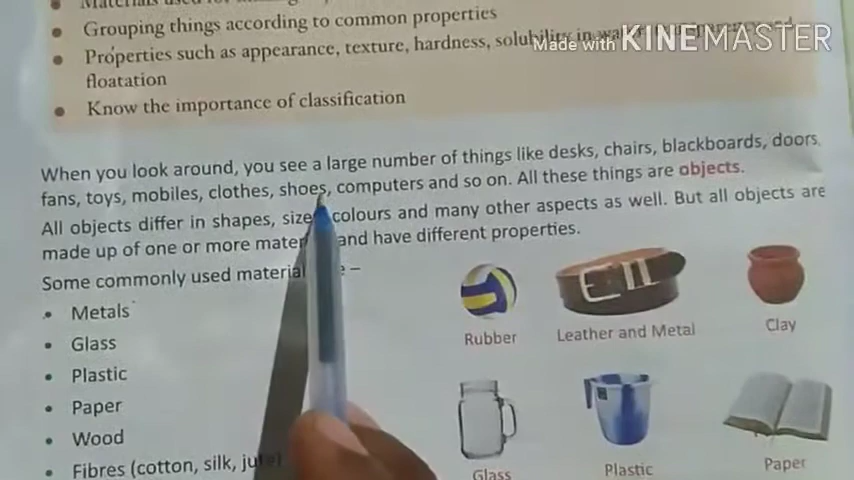 Grouping things according to common properties
Properties such as appearance, texture, hardness, solubility in
floatation
Know the importance of classification
Made with KINEMASTER
When you look around, you see a large number of things like desks, chairs, blackboards, doors,
fans, toys, mobiles, clothes, shoes, computers and so on. All these things are objects.
All objects differ in shapes, size colours and many other aspects as well. But all objects are
made up of one or more mater and have different properties.
Some commonly used material –
Metals
Glass
Plastic
Paper
Wood
Fibres (cotton, silk, jute)
Rubber
Leather and Metal
Clay
Glass
Plastic
Paper